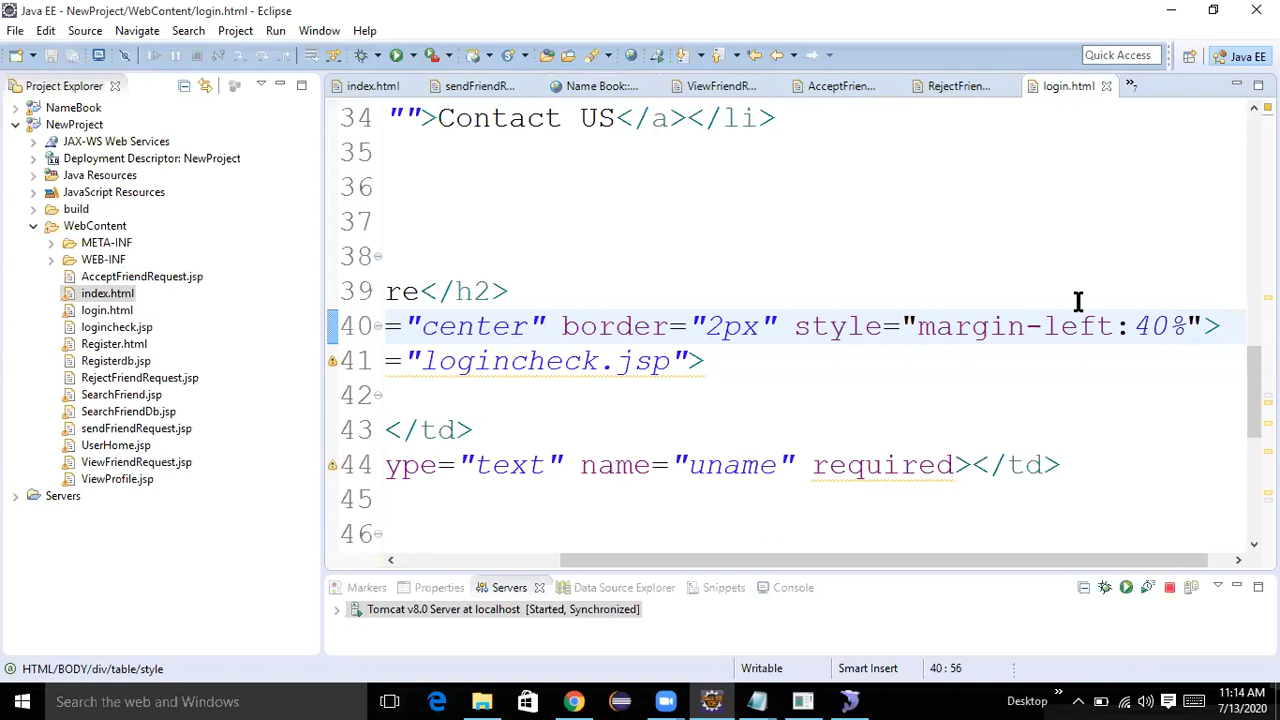 Java EE - NewProject/WebContent/login.html - Eclipse
File Edit Source Navigate Search Project Run Window Help
Quick Access
Java EE
Project Explorer
index.html sendFriendR... Name Book::... ViewFriendR... AcceptFrien... RejectFrien... login.html »7
NameBook
NewProject
JAX-WS Web Services
Deployment Descriptor: NewProject
Java Resources
JavaScript Resources
build
WebContent
META-INF
WEB-INF
AcceptFriendRequest.jsp
index.html
login.html
logincheck.jsp
Register.html
Registerdb.jsp
RejectFriendRequest.jsp
SearchFriend.jsp
SearchFriendDb.jsp
sendFriendRequest.jsp
UserHome.jsp
ViewFriendRequest.jsp
ViewProfile.jsp
Servers
34 "">Contact US</a></li>
35
36
37
38
39 re</h2>
40 ="center" border="2px" style="margin-left:40%">
41 ="logincheck.jsp">
42
43 </td>
44 ype="text" name="uname" required></td>
45
46
Markers Properties Servers Data Source Explorer Snippets Console
Tomcat v8.0 Server at localhost [Started, Synchronized]
HTML/BODY/div/table/style
Writable
Smart Insert
40 : 56
Search the web and Windows
Desktop
11:14 AM
7/13/2020